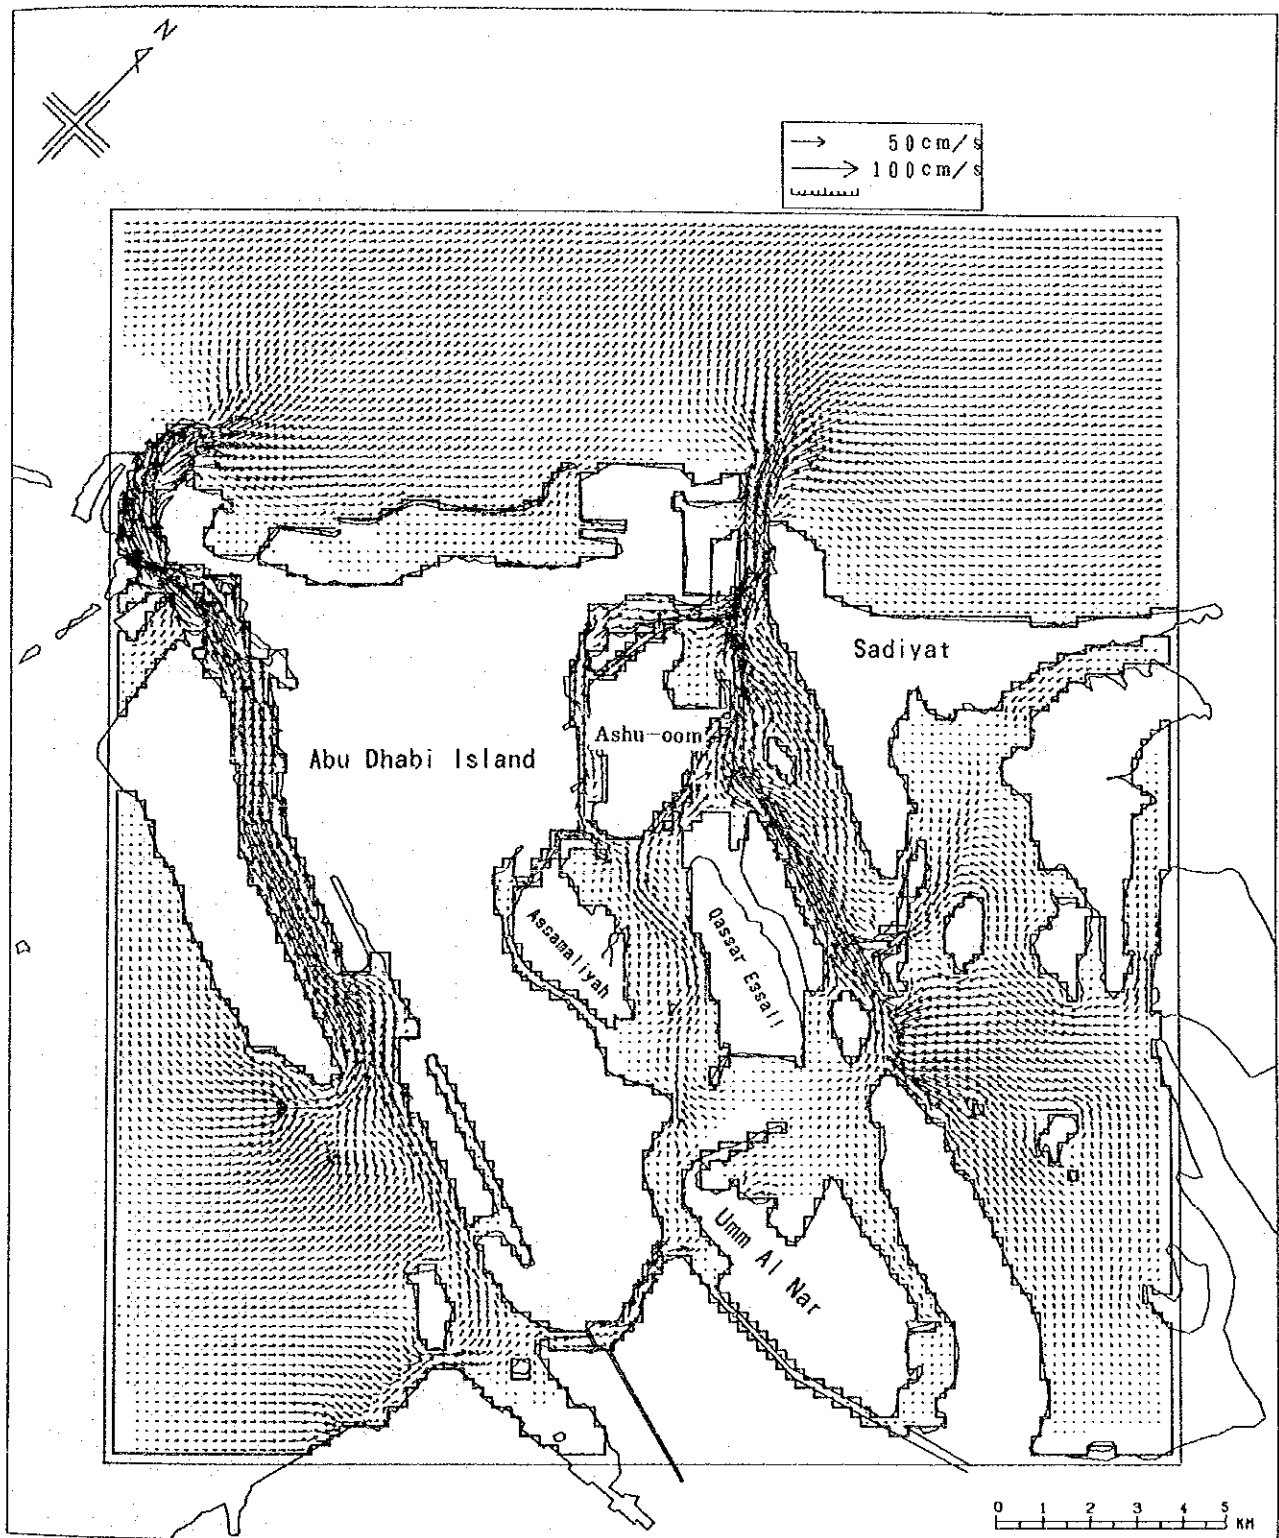 N
50cm/s
100cm/s
Sadiyat
Ashu-oom
Abu Dhabi Island
Ascamaliyah
Qassar Essali
Umm Al Nar
0 1 2 3 4 5
KM